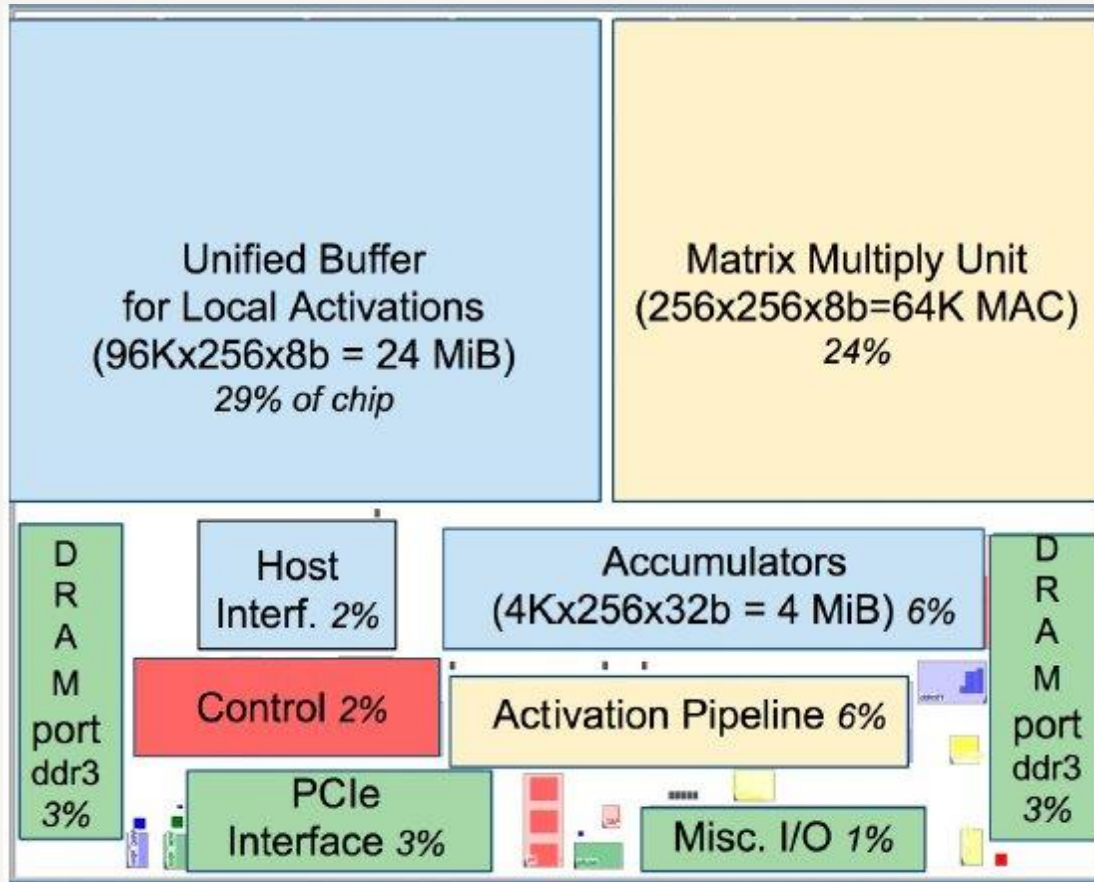 Unified Buffer
for Local Activations
(96Kx256x8b = 24 MiB)
29% of chip
Matrix Multiply Unit
(256x256x8b=64K MAC)
24%
D
R
A
M
port
ddr3
3%
Host
Interf. 2%
Accumulators
(4Kx256x32b = 4 MiB) 6%
D
R
A
M
port
ddr3
3%
Control 2%
Activation Pipeline 6%
PCIe
Interface 3%
Misc. I/O 1%